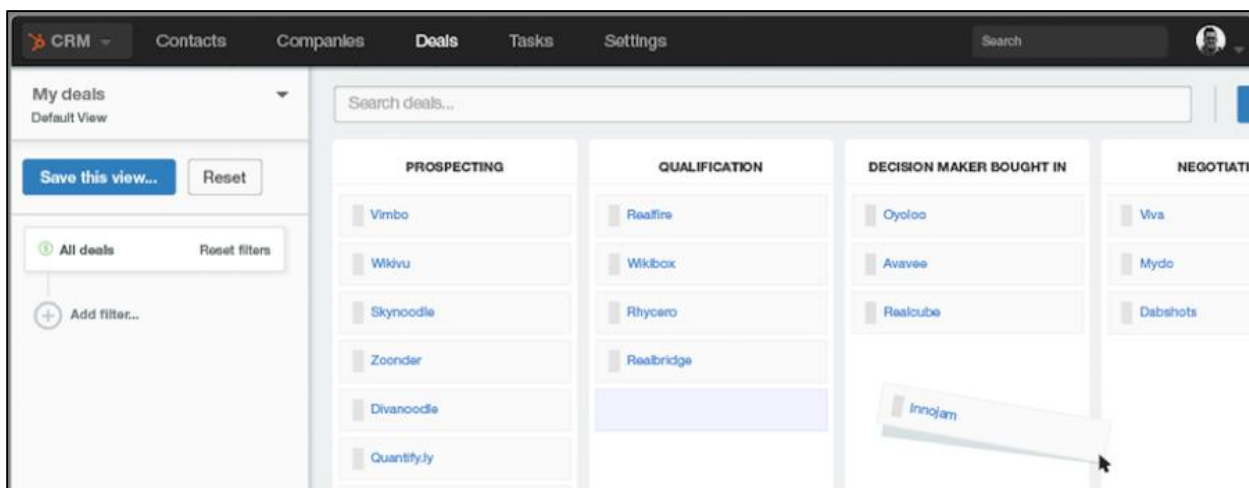 CRM Contacts Companies Deals Tasks Settings Search
My deals
Default View
Search deals...
Save this view... Reset
All deals Reset filters
Add filter...
PROSPECTING QUALIFICATION DECISION MAKER BOUGHT IN NEGOTIATI
Vimbo Realfire Oyoloo Viva
Wikivu Wikibox Avavee Mydo
Skynoodle Rhycero Realcube Dabshots
Zoonder Realbridge
Divanoodle Innojam
Quantify.ly